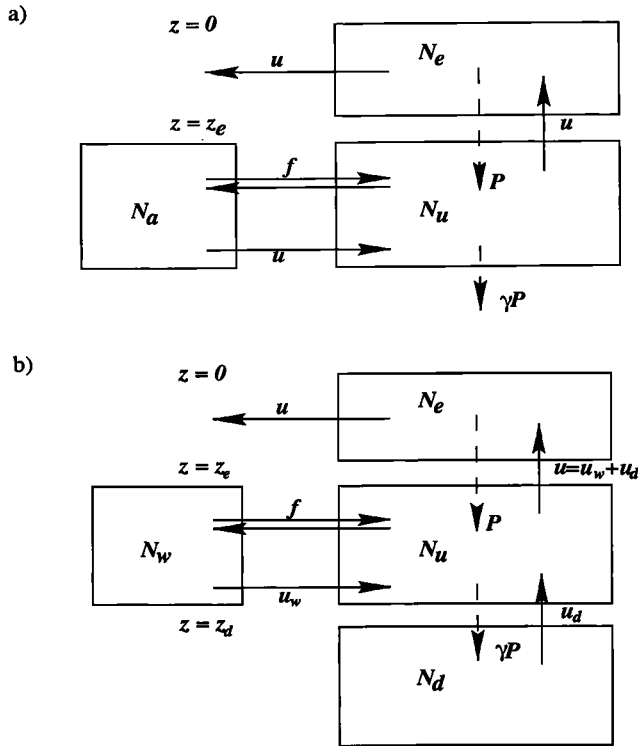 a)
z = 0
N_e
u
z = z_e
u
f
P
N_a
N_u
u
γP
b)
z = 0
N_e
u
z = z_e
u=u_w+u_d
f
P
N_w
N_u
u_w
z = z_d
u_d
γP
N_d